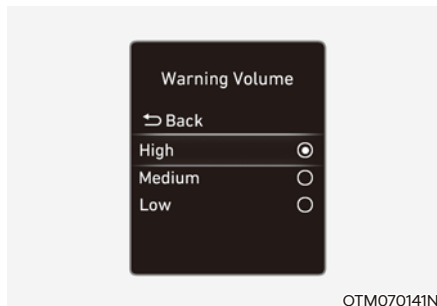 Warning Volume
Back
High
Medium
Low
OTM070141N